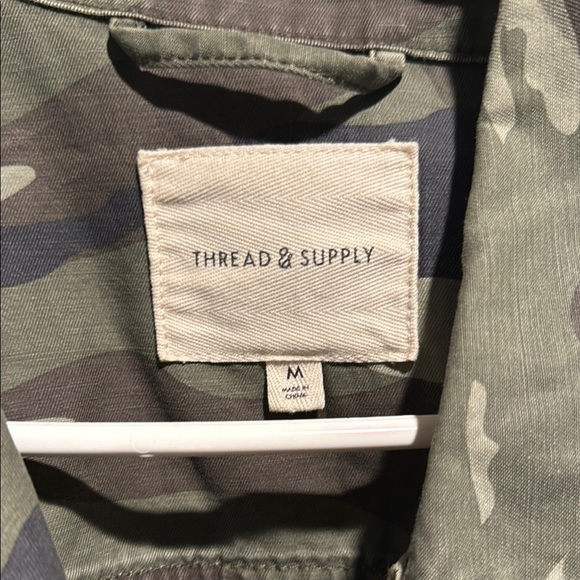 THREAD & SUPPLY
M
MADE IN
CHINA